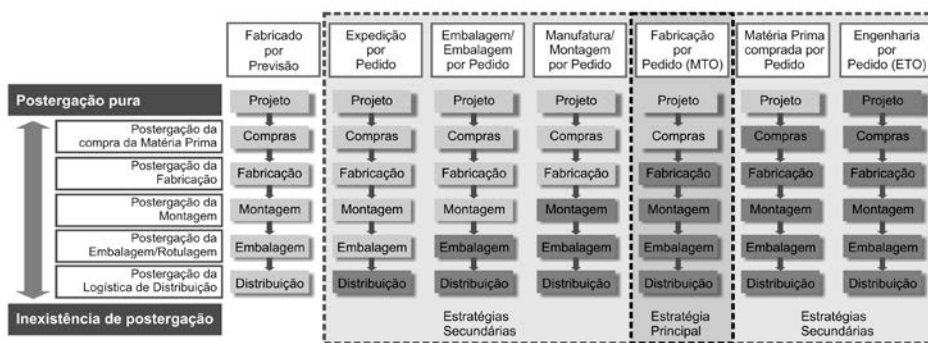 Fabricado
por
Previsão
Expedição
por
Pedido
Embalagem/
Embalagem
por Pedido
Manufatura/
Montagem
por Pedido
Fabricação
por
Pedido (MTO)
Matéria Prima
comprada por
Pedido
Engenharia
por
Pedido (ETO)
Postergação pura
Projeto
Projeto
Projeto
Projeto
Projeto
Projeto
Projeto
Postergação da
compra da Matéria Prima
Compras
Compras
Compras
Compras
Compras
Compras
Compras
Postergação da
Fabricação
Fabricação
Fabricação
Fabricação
Fabricação
Fabricação
Fabricação
Fabricação
Postergação da
Montagem
Montagem
Montagem
Montagem
Montagem
Montagem
Montagem
Montagem
Postergação da
Embalagem/Rotulagem
Embalagem
Embalagem
Embalagem
Embalagem
Embalagem
Embalagem
Embalagem
Postergação da
Logística de Distribuição
Distribuição
Distribuição
Distribuição
Distribuição
Distribuição
Distribuição
Distribuição
Inexistência de postergação
Estratégias
Secundárias
Estratégia
Principal
Estratégias
Secundárias